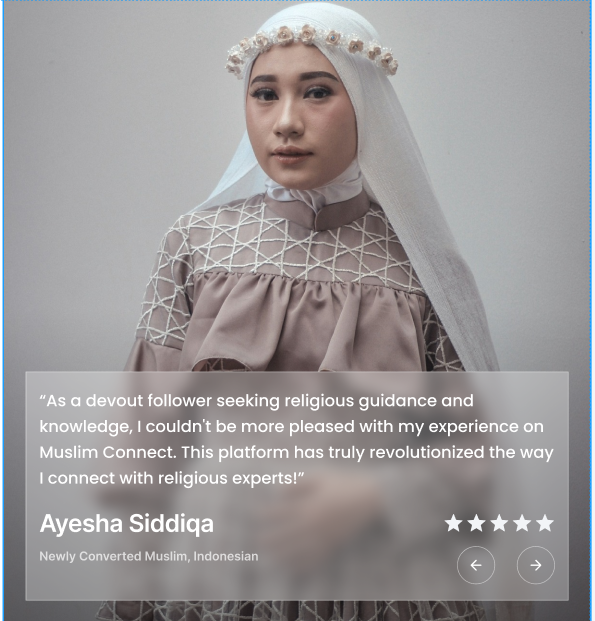 “As a devout follower seeking religious guidance and
knowledge, I couldn't be more pleased with my experience on
Muslim Connect. This platform has truly revolutionized the way
I connect with religious experts!”
Ayesha Siddiqa
Newly Converted Muslim, Indonesian